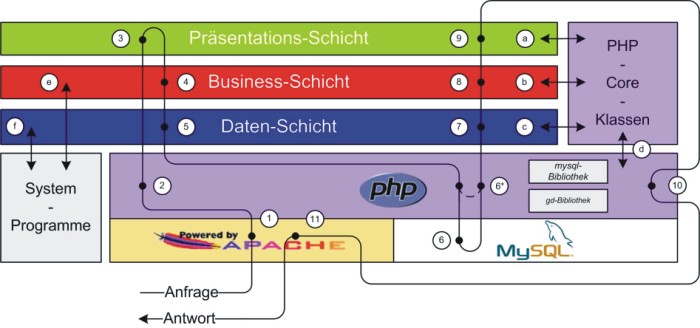 3 Präsentations-Schicht 9 a
PHP
-
Core
-
Klassen
e 4 Business-Schicht 8 b
f 5 Daten-Schicht 7 c
d
System
-
Programme
2 php 6* 10
mysql-
Bibliothek
gd-Bibliothek
1 11
Powered by
APACHE
6 MySQL
Anfrage
Antwort